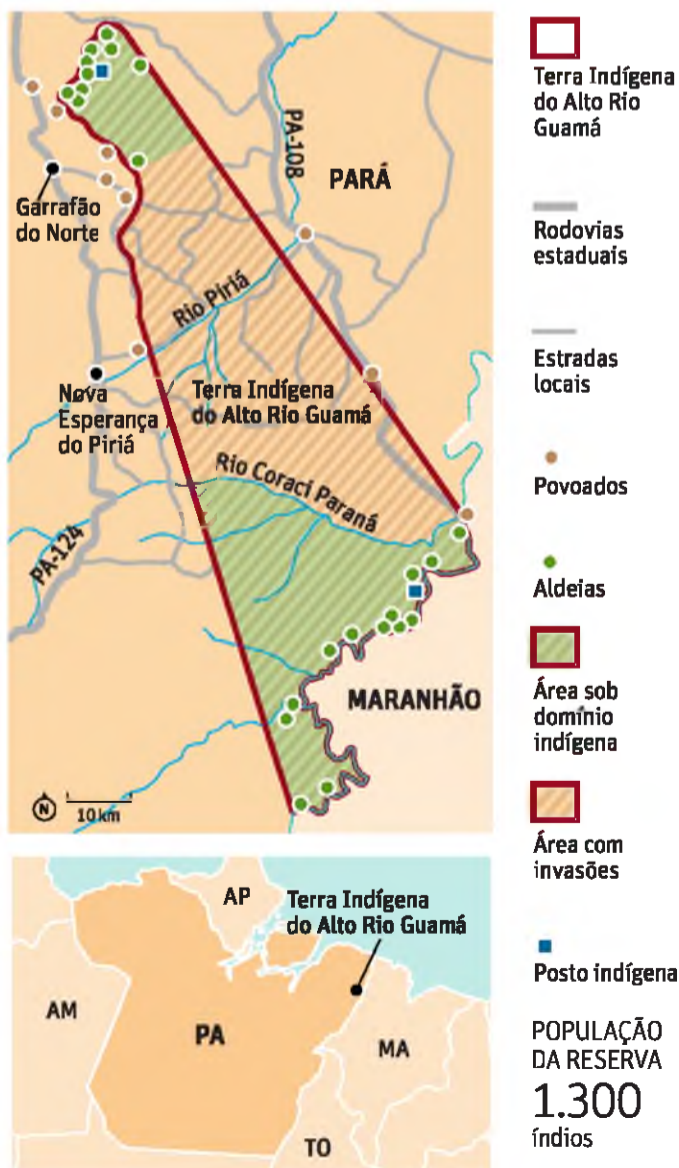 PA-108
PARÁ
Garrafão
do Norte
Rio Piriá
Nova
Esperança
do Piriá
Terra Indígena
do Alto Rio Guamá
Rio Coraci Paraná
PA-124
MARANHÃO
N
10 km
AP
Terra Indígena
do Alto Rio Guamá
AM
PA
MA
TO
Terra Indígena
do Alto Rio
Guamá
Rodovias
estaduais
Estradas
locais
Povoados
Aldeias
Área sob
domínio
indígena
Área com
invasões
Posto indígena
POPULAÇÃO
DA RESERVA
1.300
índios